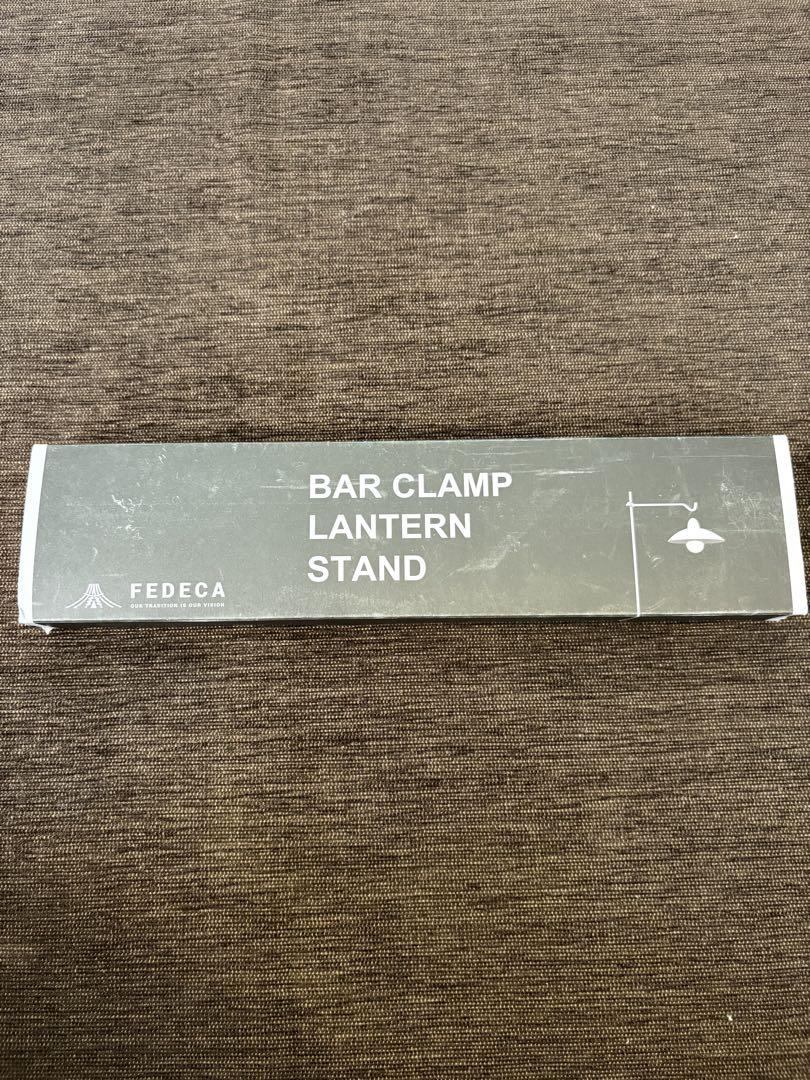 BAR CLAMP
LANTERN
STAND
FEDECA
OUR TRADITION IS OUR VISION